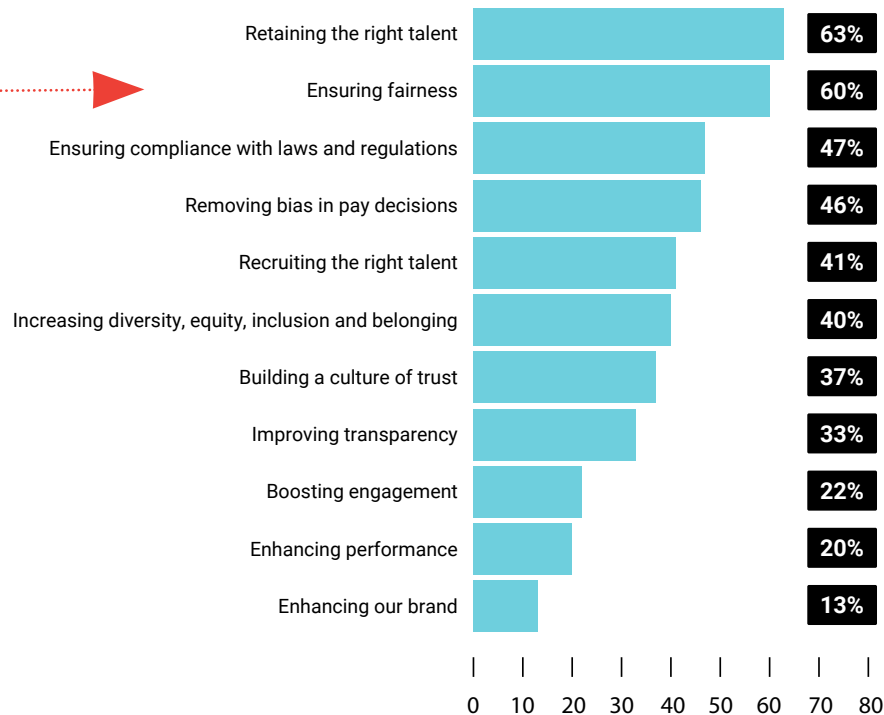 Retaining the right talent 63%
Ensuring fairness 60%
Ensuring compliance with laws and regulations 47%
Removing bias in pay decisions 46%
Recruiting the right talent 41%
Increasing diversity, equity, inclusion and belonging 40%
Building a culture of trust 37%
Improving transparency 33%
Boosting engagement 22%
Enhancing performance 20%
Enhancing our brand 13%
0 10 20 30 40 50 60 70 80